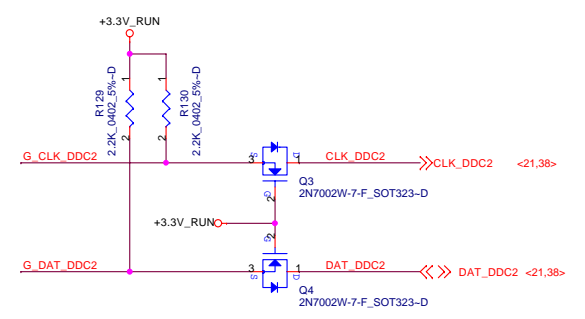 +3.3V_RUN
1
1
R129
2.2K_0402_5%~D
R130
2.2K_0402_5%~D
2
2
G_CLK_DDC2
3
S
D
1
CLK_DDC2
CLK_DDC2
<21,38>
G
2
Q3
2N7002W-7-F_SOT323~D
+3.3V_RUN
2
G
G_DAT_DDC2
3
S
D
1
DAT_DDC2
DAT_DDC2
<21,38>
Q4
2N7002W-7-F_SOT323~D